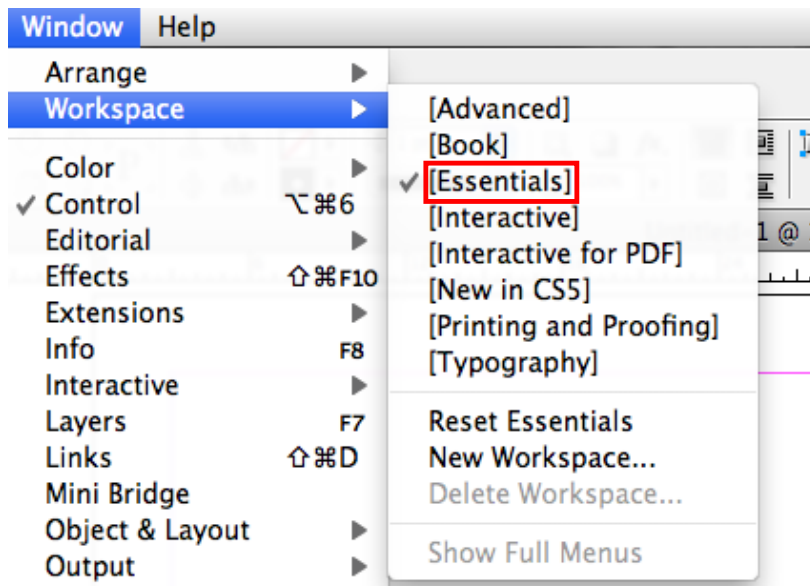 Window Help
Arrange
Workspace
Color
Control ⌥⌘6
Editorial
Effects ⇧⌘F10
Extensions
Info F8
Interactive
Layers F7
Links ⇧⌘D
Mini Bridge
Object & Layout
Output
[Advanced]
[Book]
[Essentials]
[Interactive]
[Interactive for PDF]
[New in CS5]
[Printing and Proofing]
[Typography]
Reset Essentials
New Workspace...
Delete Workspace...
Show Full Menus
1 @